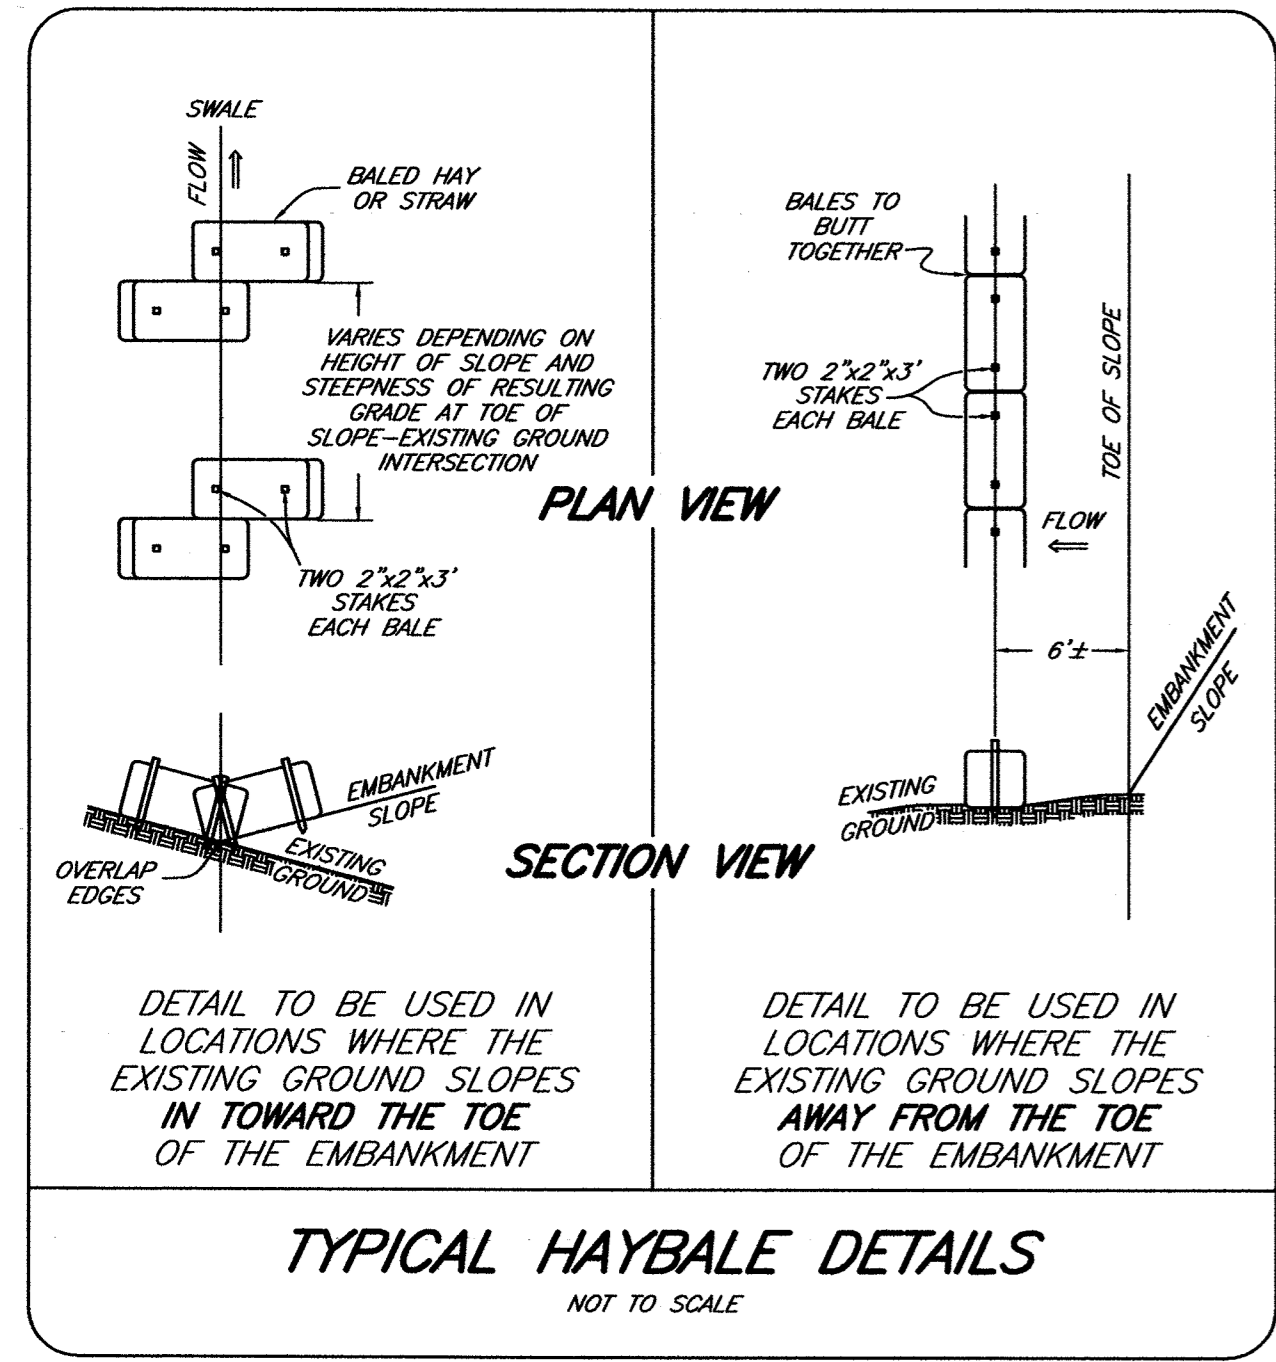 SWALE
FLOW
BALED HAY
OR STRAW
VARIES DEPENDING ON
HEIGHT OF SLOPE AND
STEEPNESS OF RESULTING
GRADE AT TOE OF
SLOPE-EXISTING GROUND
INTERSECTION
TWO 2"x2"x3'
STAKES
EACH BALE
BALES TO
BUTT
TOGETHER
TWO 2"x2"x3'
STAKES
EACH BALE
TOE OF SLOPE
FLOW
PLAN VIEW
6'±
EMBANKMENT
SLOPE
OVERLAP
EDGES
EXISTING
GROUND
EMBANKMENT
SLOPE
EXISTING
GROUND
SECTION VIEW
DETAIL TO BE USED IN
LOCATIONS WHERE THE
EXISTING GROUND SLOPES
IN TOWARD THE TOE
OF THE EMBANKMENT
DETAIL TO BE USED IN
LOCATIONS WHERE THE
EXISTING GROUND SLOPES
AWAY FROM THE TOE
OF THE EMBANKMENT
TYPICAL HAYBALE DETAILS
NOT TO SCALE